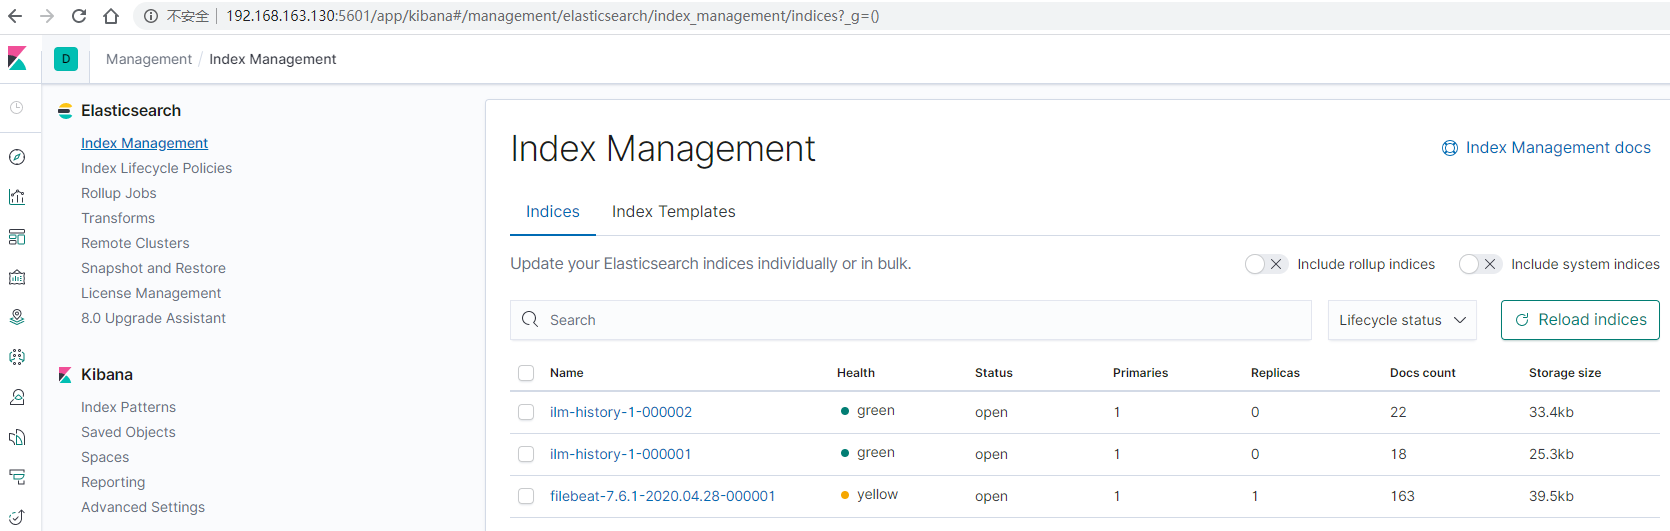 不安全 192.168.163.130:5601/app/kibana#/management/elasticsearch/index_management/indices?_g=()
D Management / Index Management
Elasticsearch
Index Management
Index Lifecycle Policies
Rollup Jobs
Transforms
Remote Clusters
Snapshot and Restore
License Management
8.0 Upgrade Assistant
Kibana
Index Patterns
Saved Objects
Spaces
Reporting
Advanced Settings
Index Management
Index Management docs
Indices Index Templates
Update your Elasticsearch indices individually or in bulk.
Include rollup indices Include system indices
Search Lifecycle status Reload indices
Name Health Status Primaries Replicas Docs count Storage size
ilm-history-1-000002 green open 1 0 22 33.4kb
ilm-history-1-000001 green open 1 0 18 25.3kb
filebeat-7.6.1-2020.04.28-000001 yellow open 1 1 163 39.5kb